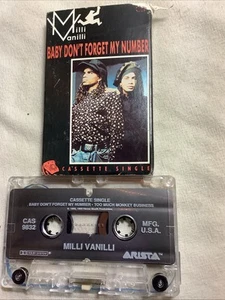 Milli
Vanilli
BABY DON'T FORGET MY NUMBER
CASSETTE SINGLE
CASSETTE SINGLE
BABY DON'T FORGET MY NUMBER • TOO MUCH MONKEY BUSINESS
CAS
9832
MFG.
U.S.A.
MILLI VANILLI
ARISTA